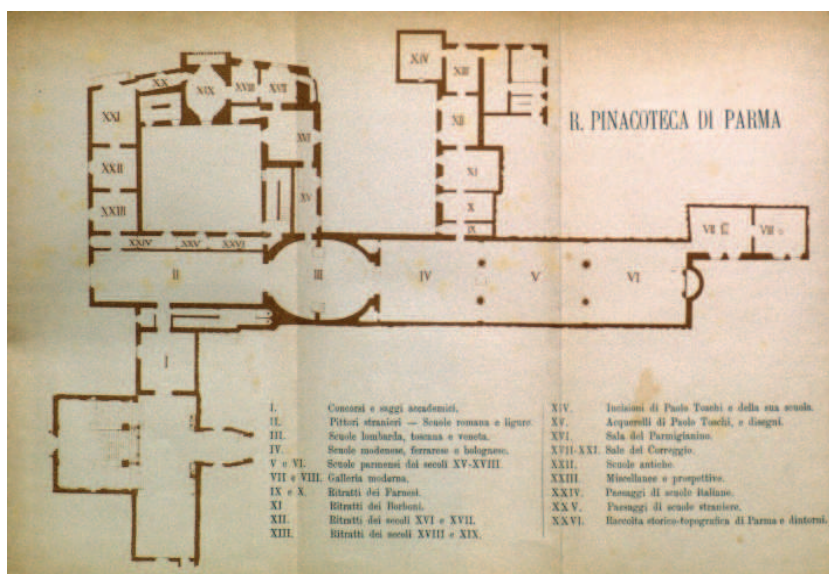 XIV
XIII
XX
XIX
XVIII
XVII
XXI
XII
R. PINACOTECA DI PARMA
XVI
XXII
XI
XV
XXIII
X
IX
VII
VIII
XXIV
XXV
XXVI
II
III
IV
V
VI
I
I. Concorsi e saggi accademici.
II. Pittori stranieri — Scuole romana e ligure.
III. Scuole lombarda, toscana e veneta.
IV. Scuole modenese, ferrarese e bolognese.
V e VI. Scuole parmensi dei secoli XV-XVIII.
VII e VIII. Galleria moderna.
IX e X. Ritratti dei Farnesi.
XI Ritratti dei Borboni.
XII. Ritratti dei secoli XVI e XVII.
XIII. Ritratti dei secoli XVIII e XIX.
XIV. Incisioni di Paolo Toschi e della sua scuola.
XV. Acquerelli di Paolo Toschi, e disegni.
XVI. Sala del Parmigianino.
XVII-XXI. Sale del Correggio.
XXII. Scuole antiche.
XXIII. Miscellanee e prospettive.
XXIV. Paesaggi di scuole italiane.
XXV. Paesaggi di scuole straniere.
XXVI. Raccolta storico-topografica di Parma e dintorni.